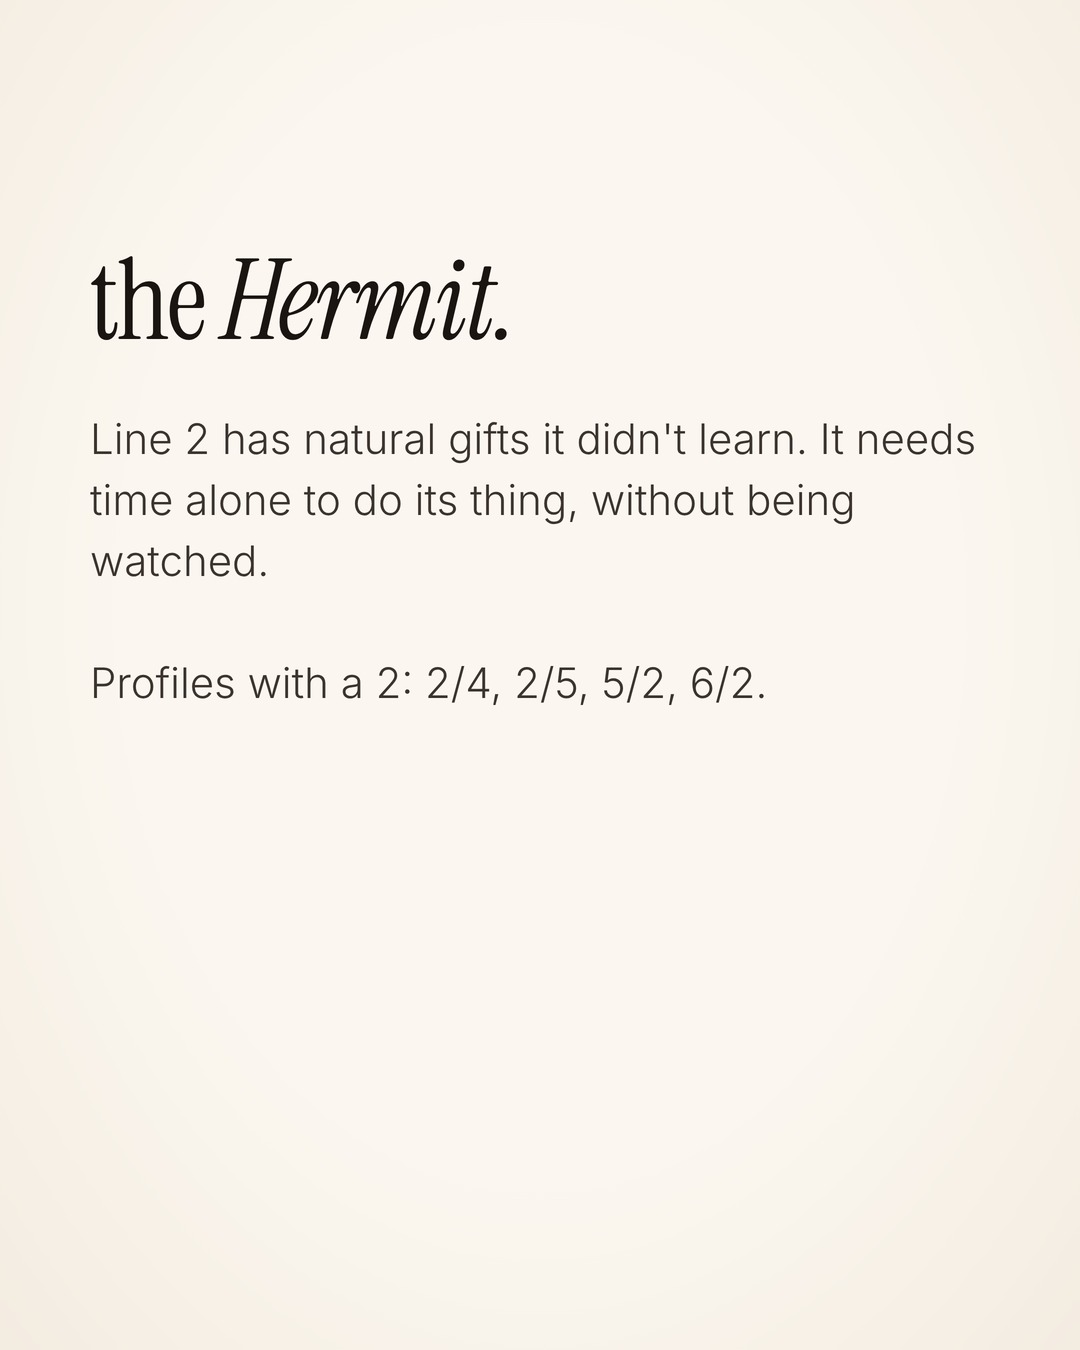 the Hermit.
Line 2 has natural gifts it didn't learn. It needs
time alone to do its thing, without being
watched.
Profiles with a 2: 2/4, 2/5, 5/2, 6/2.